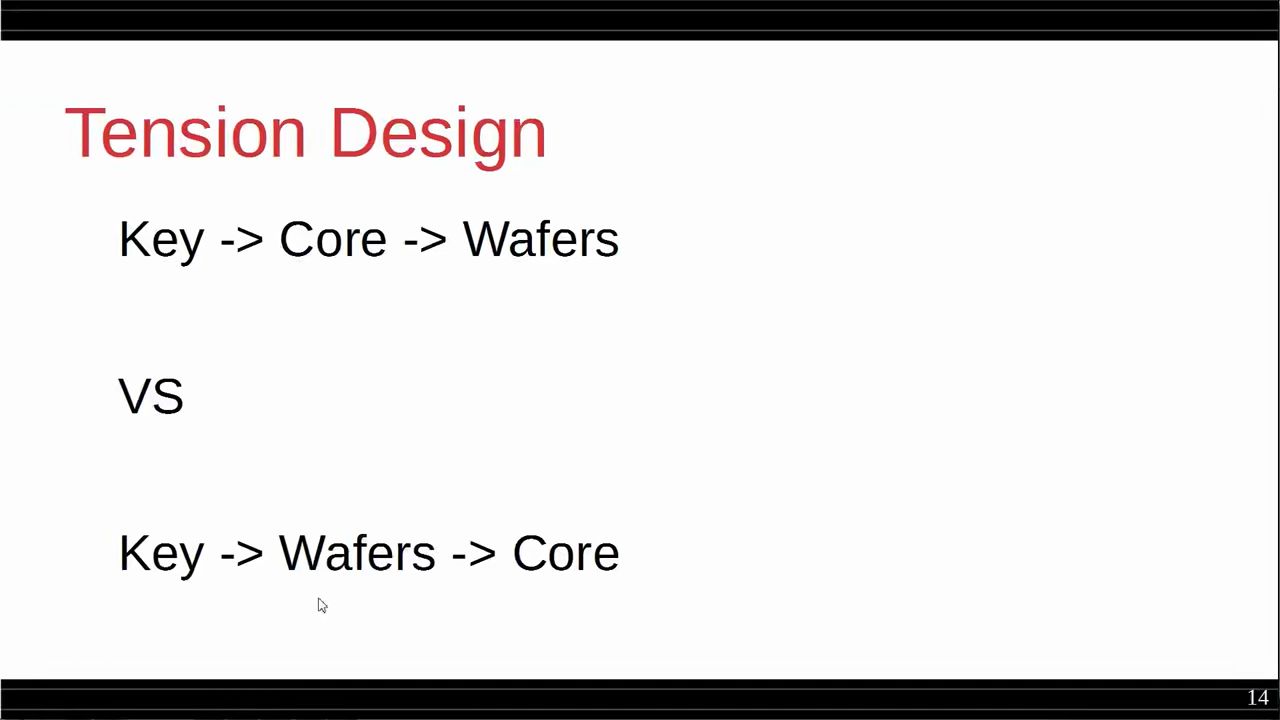 Tension Design
Key -> Core -> Wafers
VS
Key -> Wafers -> Core
14